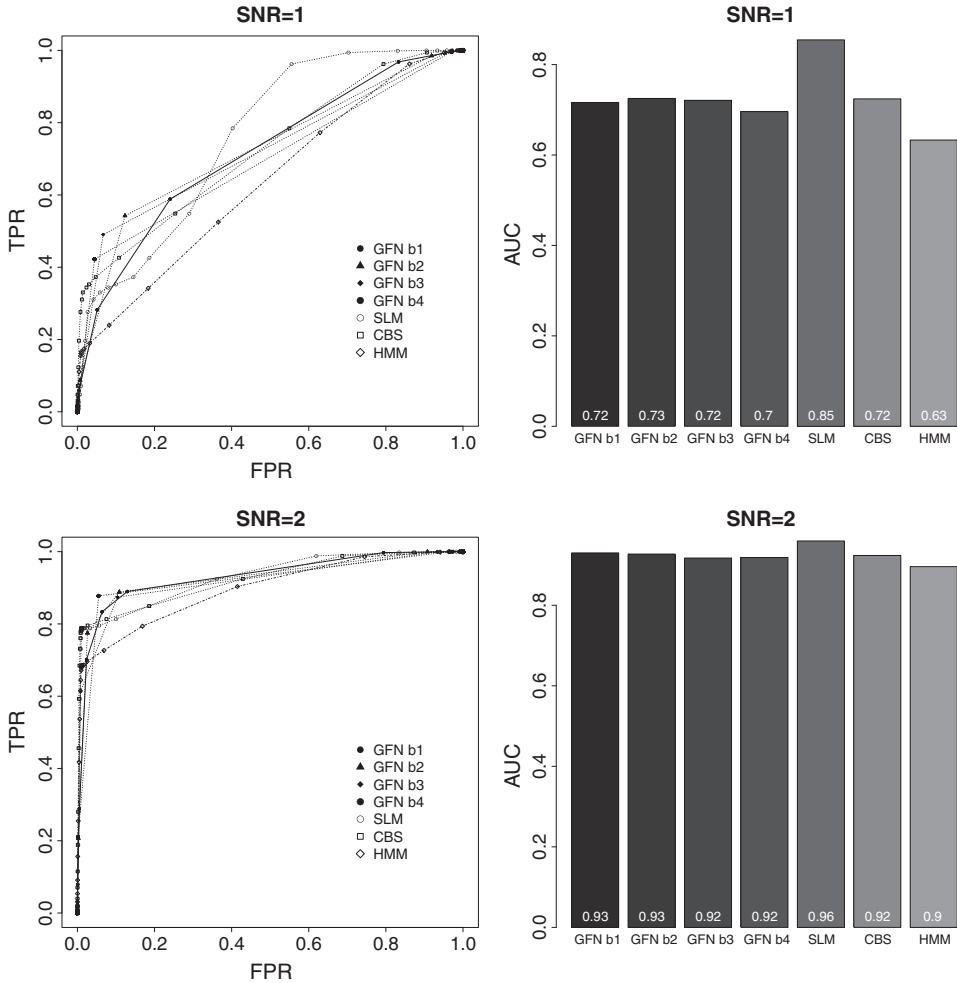 SNR=1
TPR
0.0 0.2 0.4 0.6 0.8 1.0
GFN b1
GFN b2
GFN b3
GFN b4
SLM
CBS
HMM
0.0 0.2 0.4 0.6 0.8 1.0
FPR
SNR=1
AUC
0.0 0.2 0.4 0.6 0.8
0.72 0.73 0.72 0.7 0.85 0.72 0.63
GFN b1 GFN b2 GFN b3 GFN b4 SLM CBS HMM
SNR=2
TPR
0.0 0.2 0.4 0.6 0.8 1.0
GFN b1
GFN b2
GFN b3
GFN b4
SLM
CBS
HMM
0.0 0.2 0.4 0.6 0.8 1.0
FPR
SNR=2
AUC
0.0 0.2 0.4 0.6 0.8
0.93 0.93 0.92 0.92 0.96 0.92 0.9
GFN b1 GFN b2 GFN b3 GFN b4 SLM CBS HMM